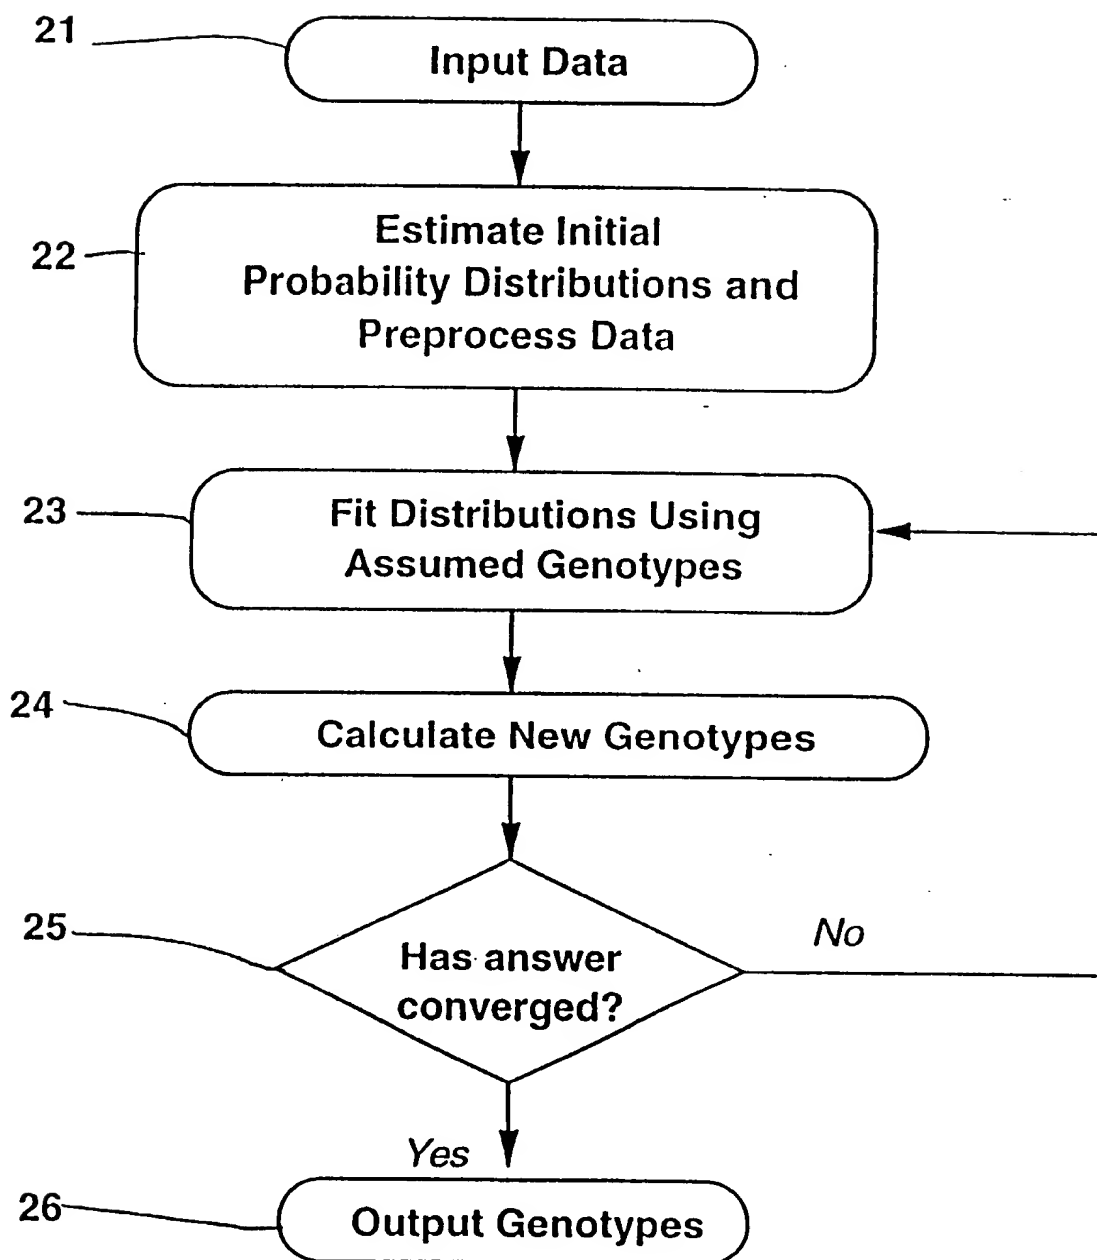 21
Input Data
22
Estimate Initial
Probability Distributions and
Preprocess Data
23
Fit Distributions Using
Assumed Genotypes
24
Calculate New Genotypes
25
Has answer
converged?
No
Yes
26
Output Genotypes